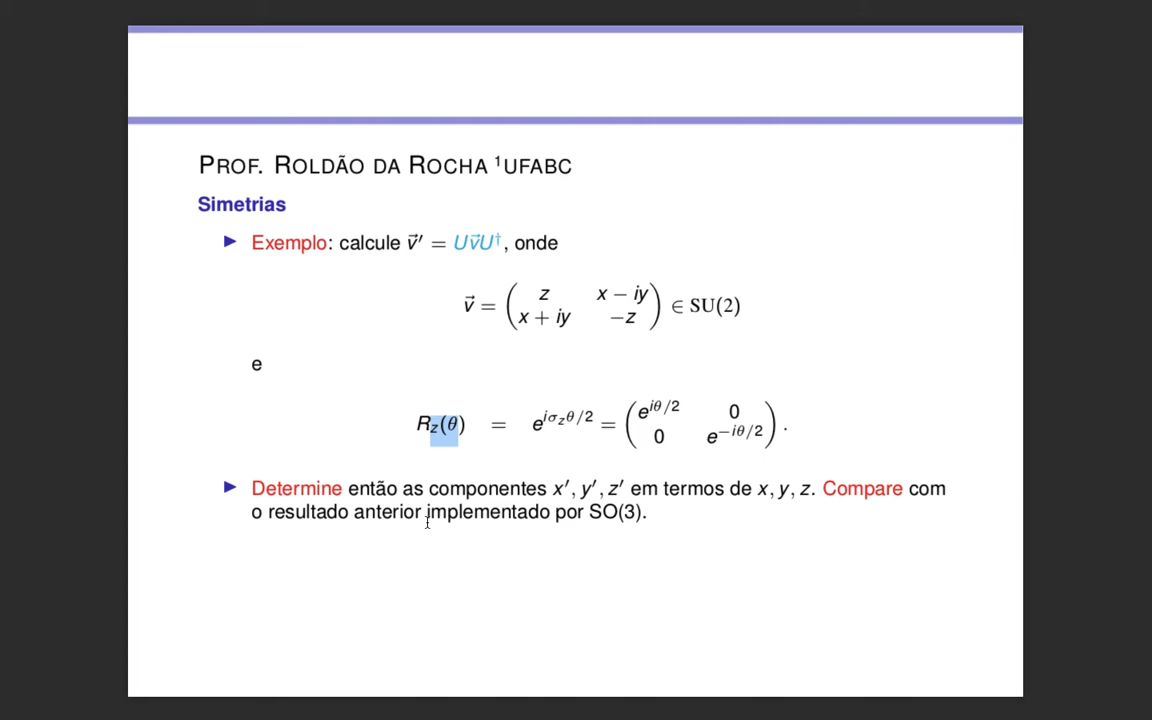 PROF. ROLDÃO DA ROCHA ¹UFABC
Simetrias
▶ Exemplo: calcule v⃗′ = Uv⃗U†, onde
v⃗ = ( z  x − iy ; x + iy  −z ) ∈ SU(2)
e
R_z(θ) = e^{iσ_zθ/2} = ( e^{iθ/2}  0 ; 0  e^{−iθ/2} ) .
▶ Determine então as componentes x′, y′, z′ em termos de x, y, z. Compare com
o resultado anterior implementado por SO(3).